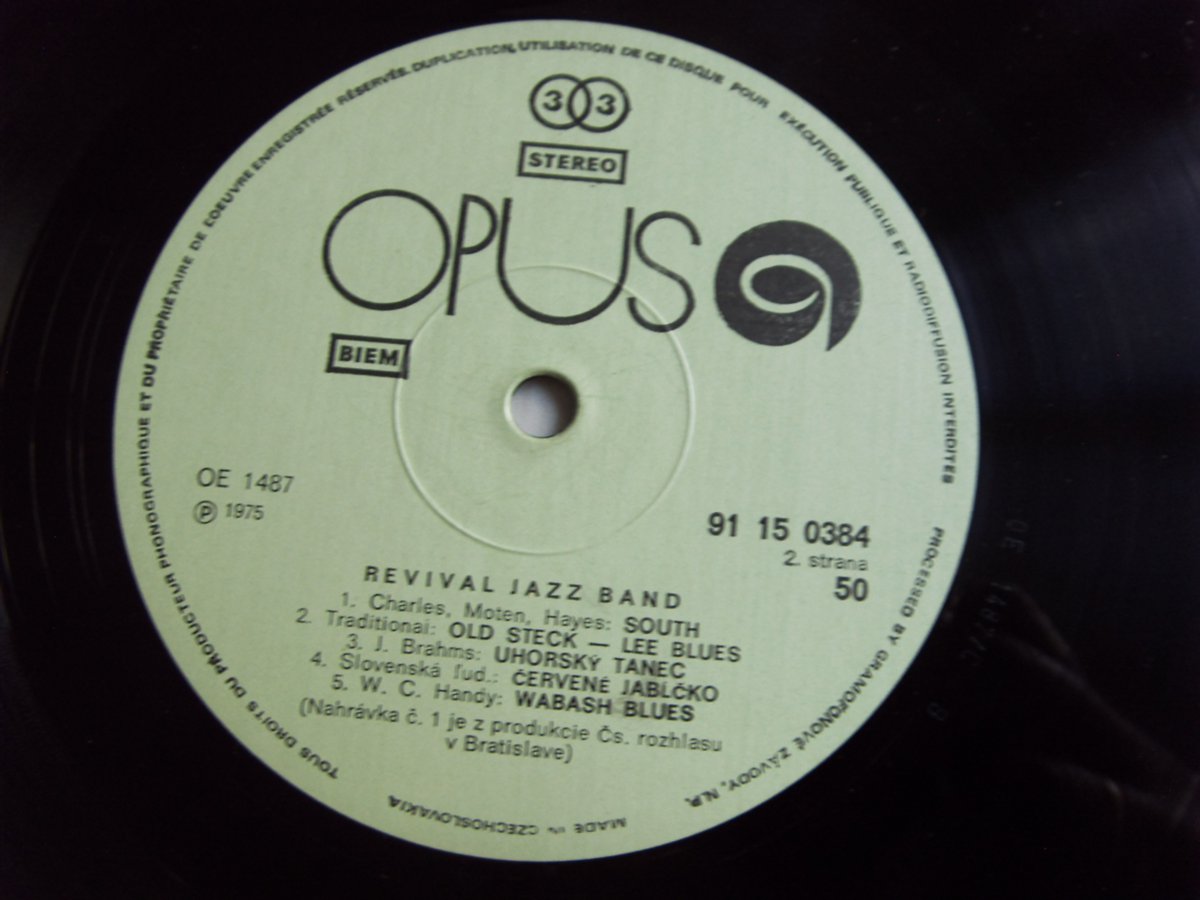 TOUS DROITS DU PRODUCTEUR PHONOGRAPHIQUE ET DU PROPRIÉTAIRE DE L'OEUVRE ENREGISTRÉE RÉSERVÉS. DUPLICATION, UTILISATION DE CE DISQUE POUR EXÉCUTION PUBLIQUE ET RADIODIFFUSION INTERDITES
33
STEREO
OPUS
BIEM
OE 1487
℗ 1975
91 15 0384
2. strana
50
REVIVAL JAZZ BAND
1. Charles, Moten, Hayes: SOUTH
2. Traditional: OLD STECK — LEE BLUES
3. J. Brahms: UHORSKÝ TANEC
4. Slovenská ľud.: ČERVENÉ JABĹČKO
5. W. C. Handy: WABASH BLUES
(Nahrávka č. 1 je z produkcie Čs. rozhlasu
v Bratislave)
PROCESSED BY GRAMOFONOVÉ ZÁVODY, N.P.
MADE IN CZECHOSLOVAKIA